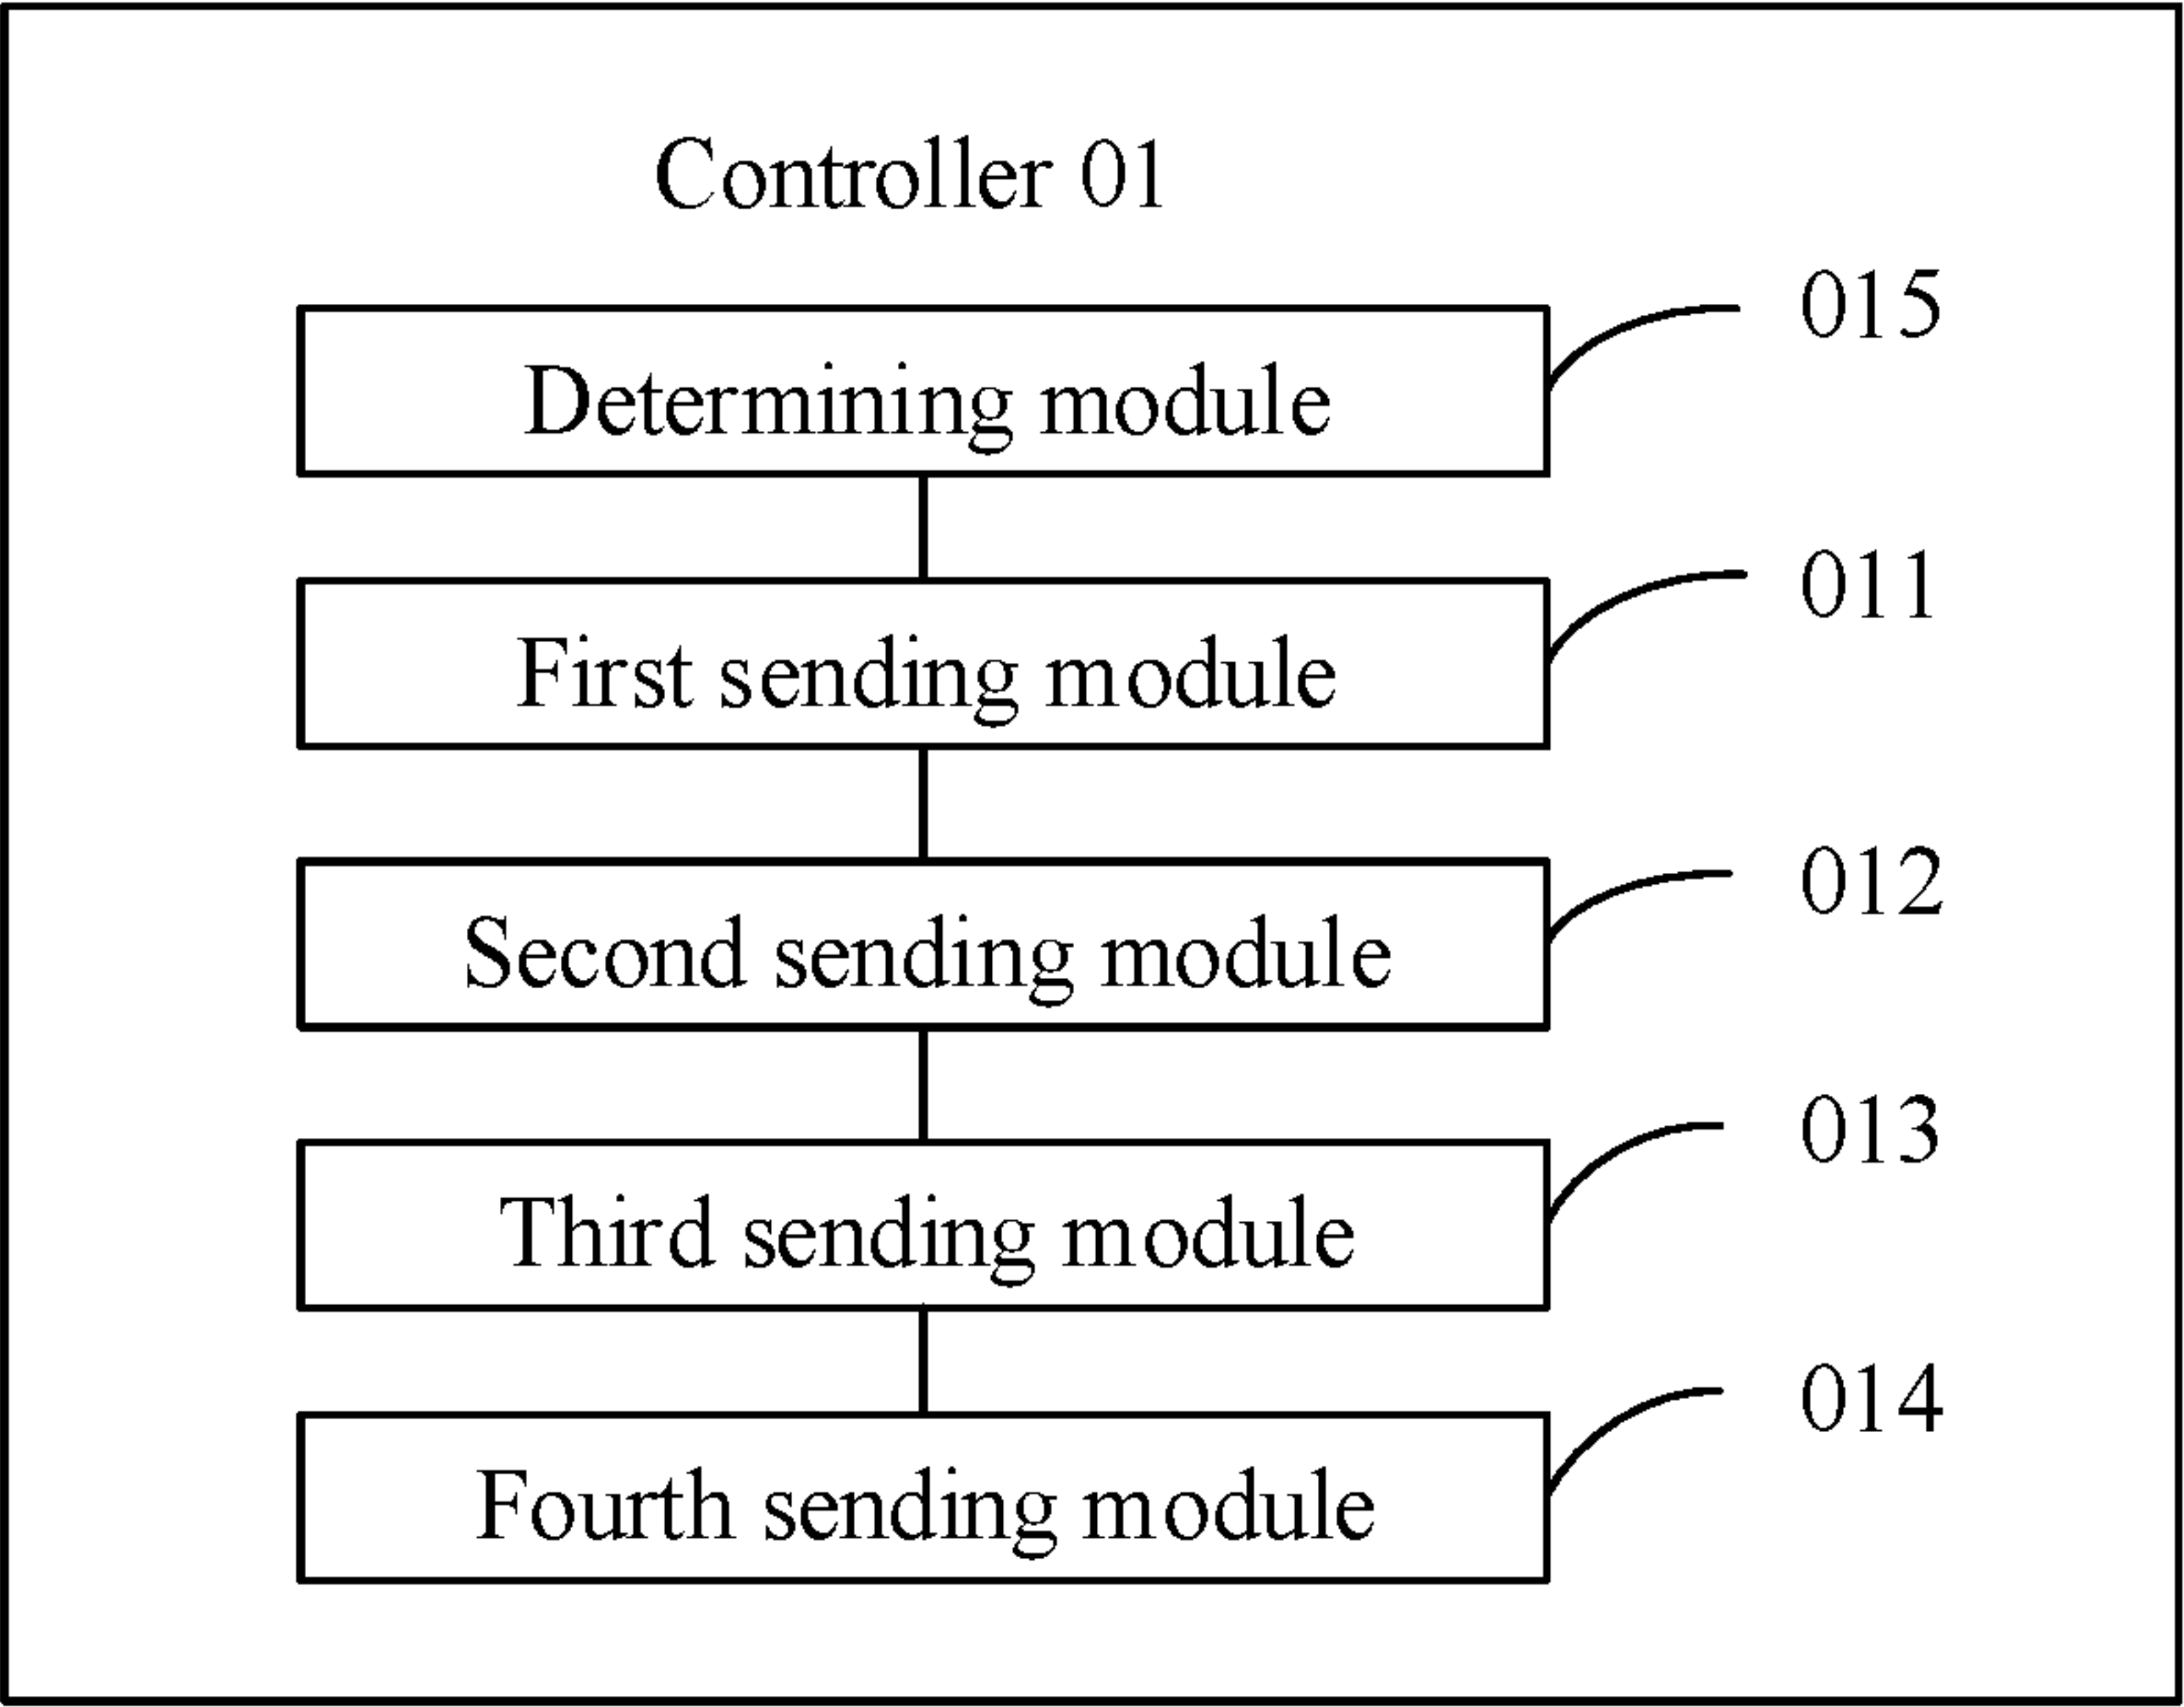 Controller 01
015
Determining module
011
First sending module
012
Second sending module
013
Third sending module
014
Fourth sending module